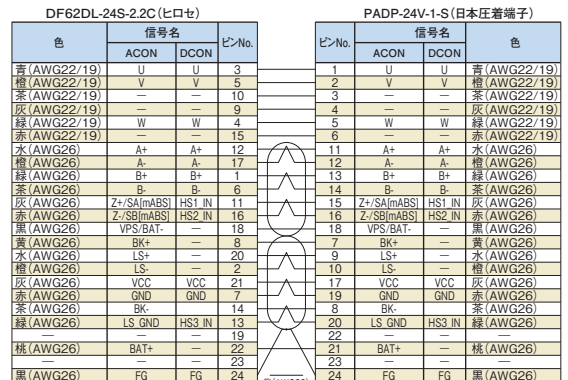 DF62DL-24S-2.2C(ヒロセ) PADP-24V-1-S(日本圧着端子)
色 信号名 ピンNo. ピンNo. 信号名 色
ACON DCON ACON DCON
青(AWG22/19) U U 3 1 U U 青(AWG22/19)
橙(AWG22/19) V V 5 2 V V 橙(AWG22/19)
茶(AWG22/19) — — 10 3 — — 茶(AWG22/19)
灰(AWG22/19) — — 9 4 — — 灰(AWG22/19)
緑(AWG22/19) W W 4 5 W W 緑(AWG22/19)
赤(AWG22/19) — — 15 6 — — 赤(AWG22/19)
水(AWG26) A+ A+ 12 11 A+ A+ 水(AWG26)
橙(AWG26) A- A- 17 12 A- A- 橙(AWG26)
緑(AWG26) B+ B+ 1 13 B+ B+ 緑(AWG26)
茶(AWG26) B- B- 6 14 B- B- 茶(AWG26)
灰(AWG26) Z+/SA[mABS] HS1_IN 11 15 Z+/SA[mABS] HS1_IN 灰(AWG26)
赤(AWG26) Z-/SB[mABS] HS2_IN 16 16 Z-/SB[mABS] HS2_IN 赤(AWG26)
黒(AWG26) VPS/BAT- — 18 18 VPS/BAT- — 黒(AWG26)
黄(AWG26) BK+ — 8 7 BK+ — 黄(AWG26)
水(AWG26) LS+ — 20 9 LS+ — 水(AWG26)
橙(AWG26) LS- — 2 10 LS- — 橙(AWG26)
灰(AWG26) VCC VCC 21 17 VCC VCC 灰(AWG26)
赤(AWG26) GND GND 7 19 GND GND 赤(AWG26)
茶(AWG26) BK- 14 8 BK- 茶(AWG26)
緑(AWG26) LS_GND HS3_IN 13 20 LS_GND HS3_IN 緑(AWG26)
— — — 19 22 — — —
桃(AWG26) BAT+ — 22 21 BAT+ — 桃(AWG26)
— — — 23 23 — — —
黒(AWG26) FG FG 24 24 FG FG 黒(AWG26)